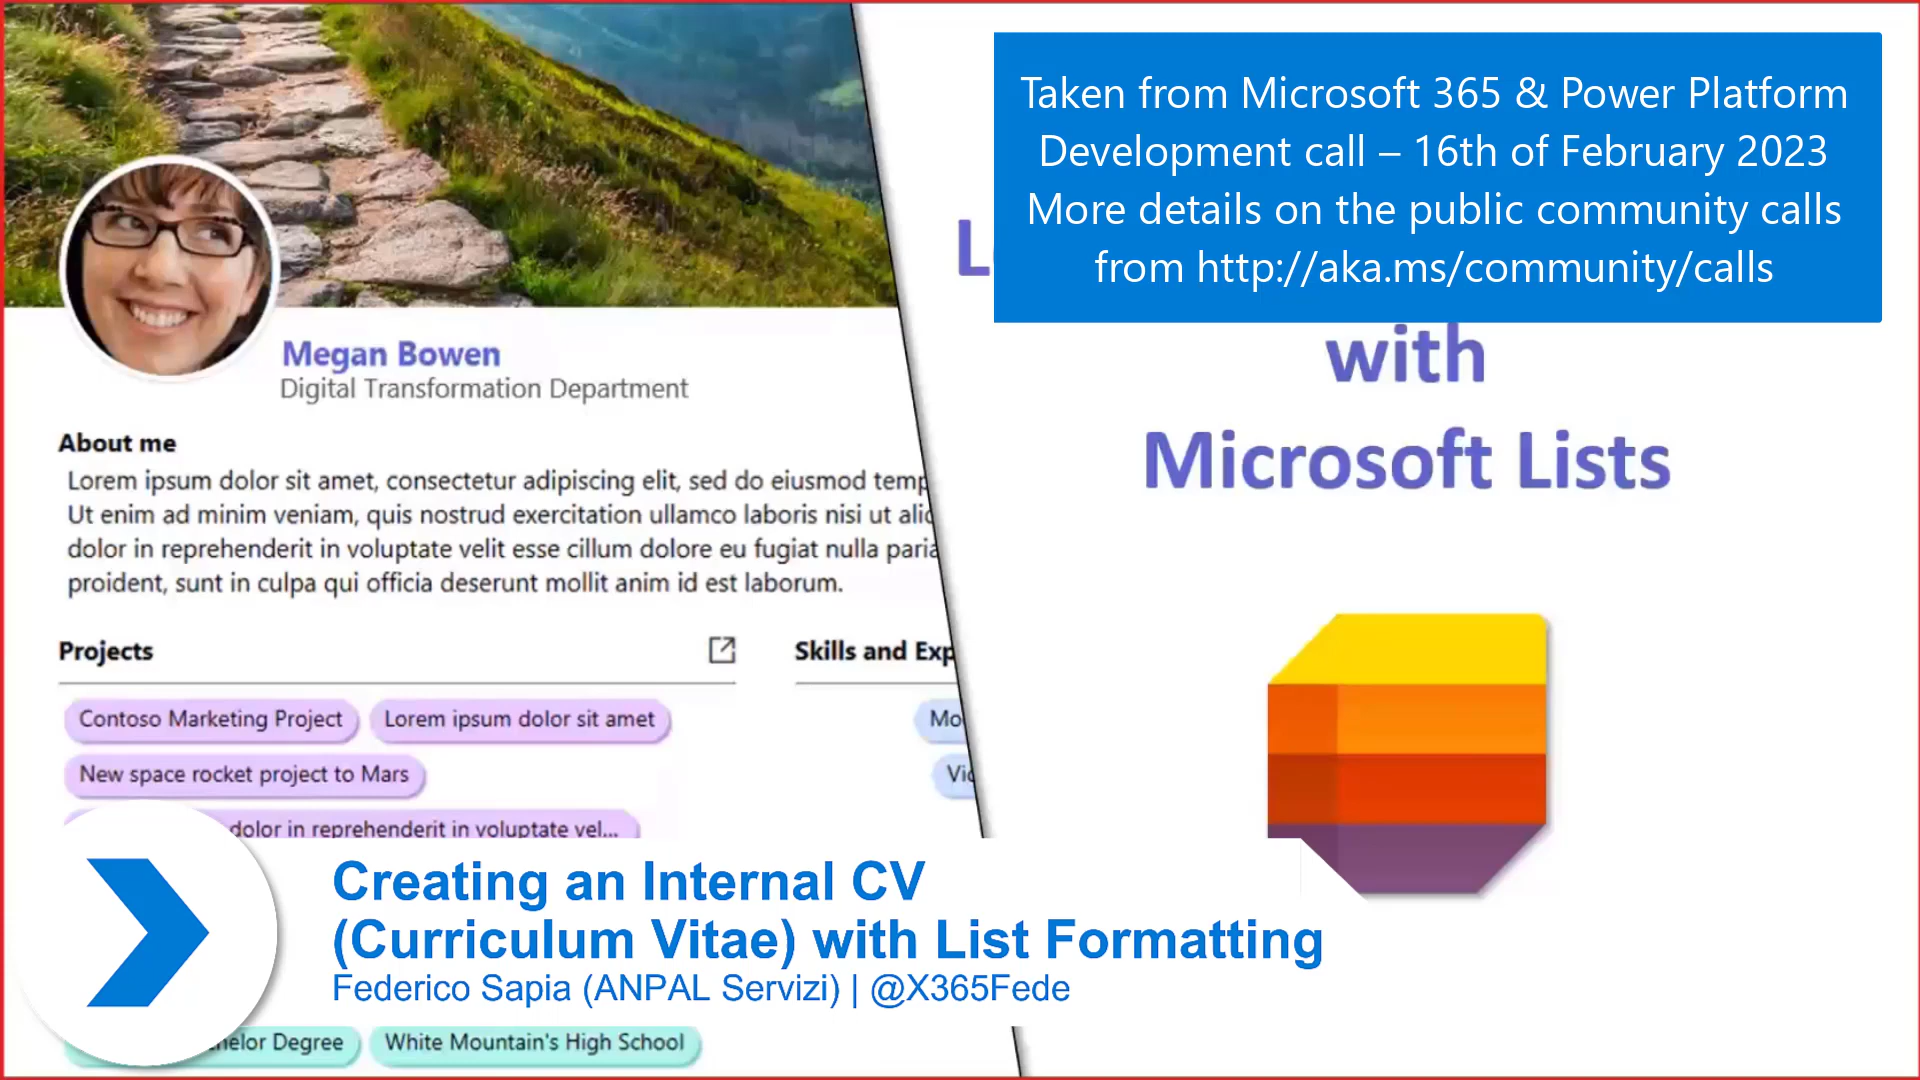 Taken from Microsoft 365 & Power Platform
Development call – 16th of February 2023
More details on the public community calls
from http://aka.ms/community/calls
with
Microsoft Lists
Megan Bowen
Digital Transformation Department
About me
Lorem ipsum dolor sit amet, consectetur adipiscing elit, sed do eiusmod temp
Ut enim ad minim veniam, quis nostrud exercitation ullamco laboris nisi ut
dolor in reprehenderit in voluptate velit esse cillum dolore eu fugiat nulla paria
proident, sunt in culpa qui officia deserunt mollit anim id est laborum.
Projects
Skills and Exp
Contoso Marketing Project
Lorem ipsum dolor sit amet
New space rocket project to Mars
dolor in reprehenderit in voluptate vel...
Creating an Internal CV
(Curriculum Vitae) with List Formatting
Federico Sapia (ANPAL Servizi) | @X365Fede
helor Degree
White Mountain's High School